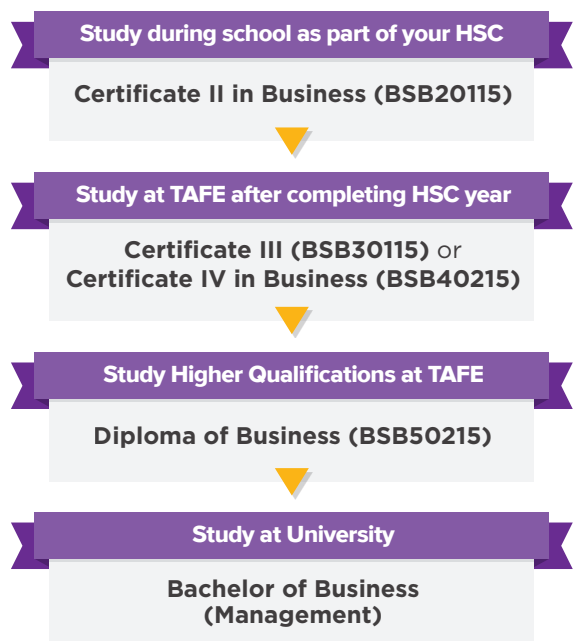 Study during school as part of your HSC
Certificate II in Business (BSB20115)
Study at TAFE after completing HSC year
Certificate III (BSB30115) or
Certificate IV in Business (BSB40215)
Study Higher Qualifications at TAFE
Diploma of Business (BSB50215)
Study at University
Bachelor of Business
(Management)